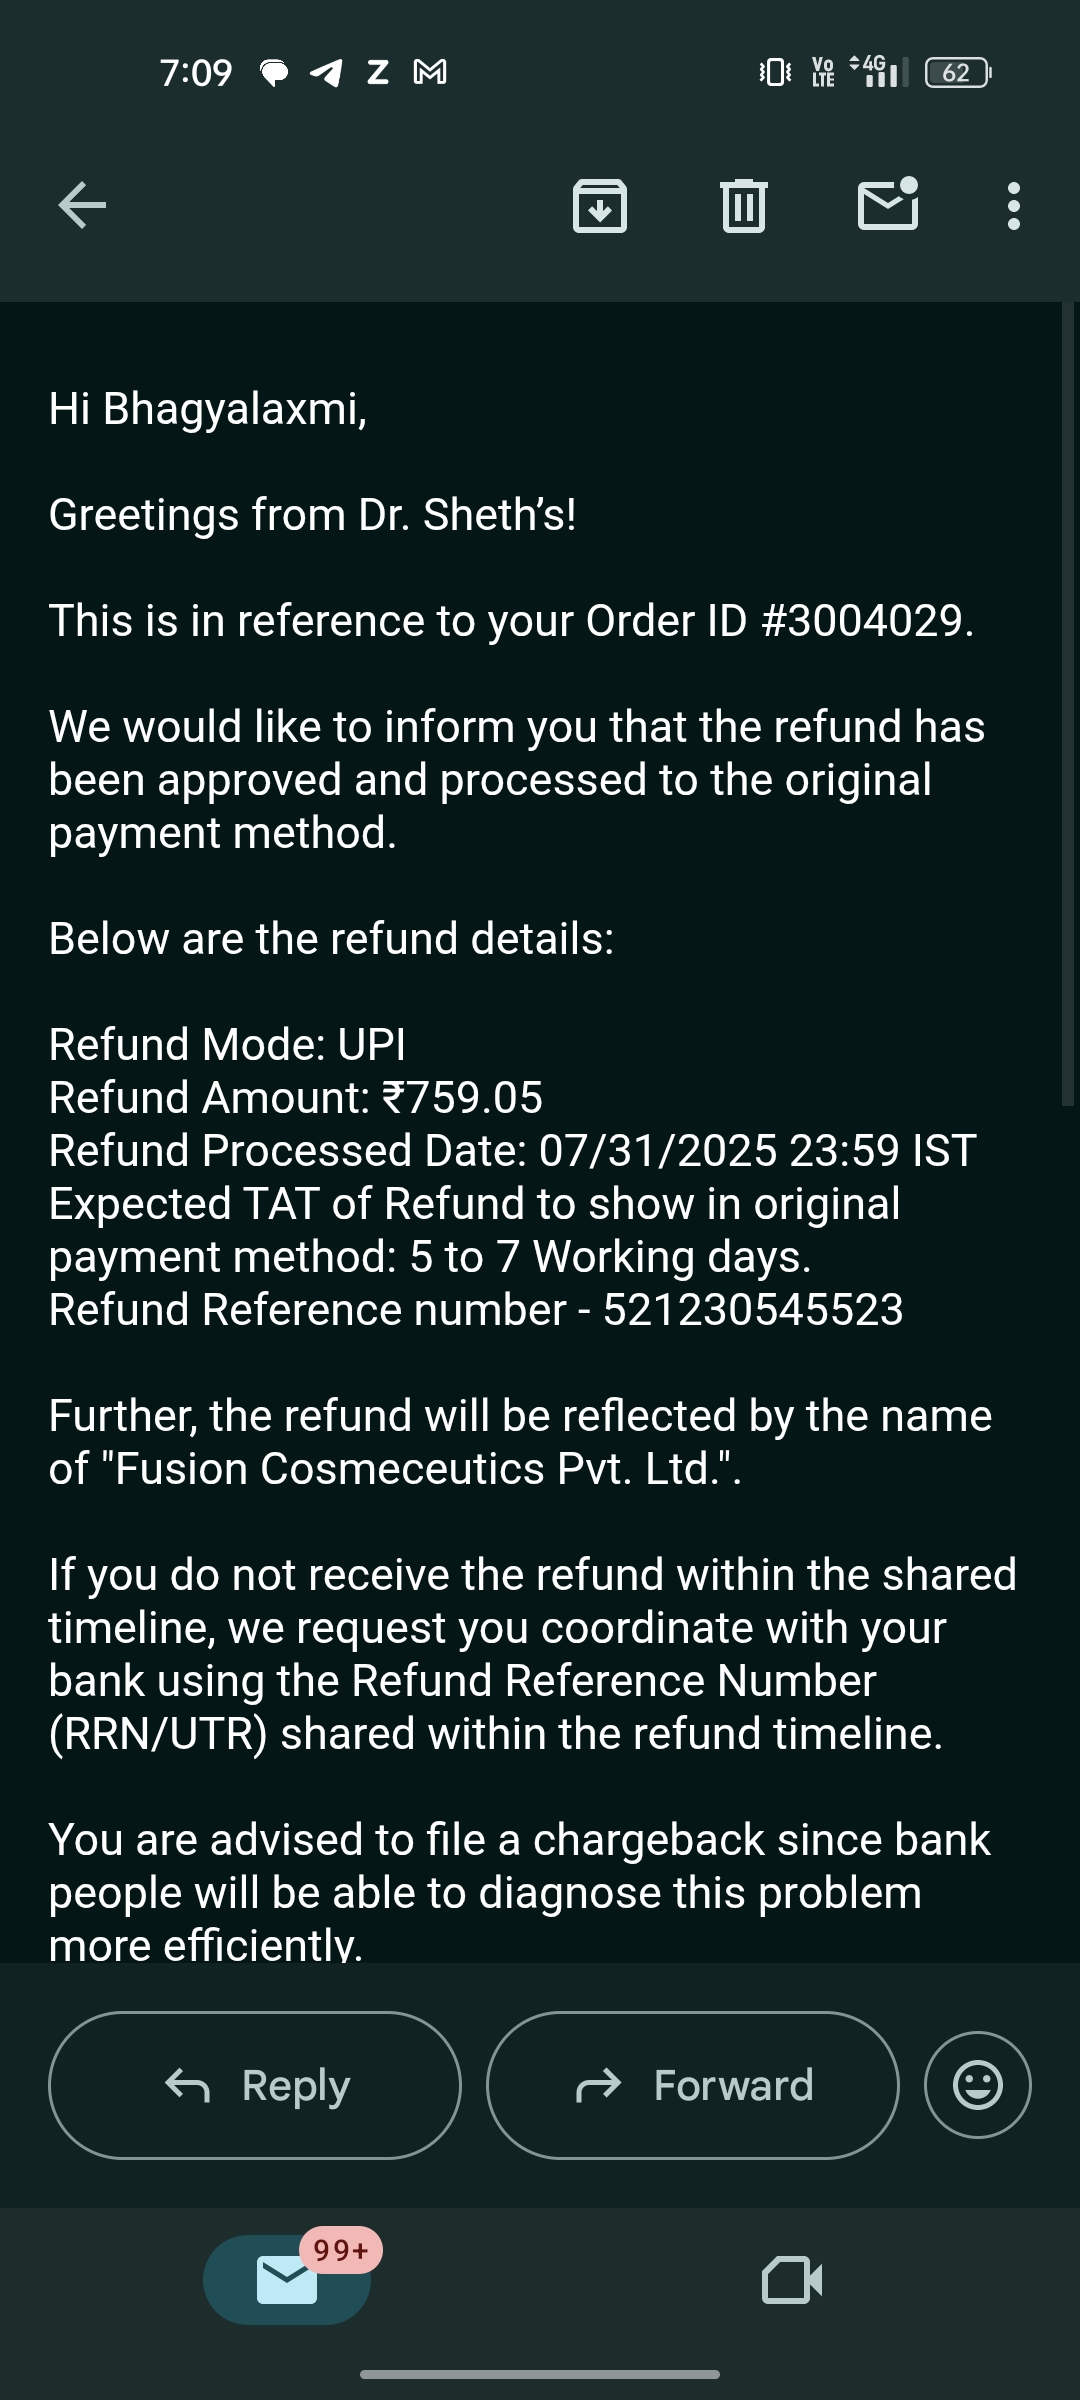 7:09 Z Vo LTE 4G 62
Hi Bhagyalaxmi,
Greetings from Dr. Sheth’s!
This is in reference to your Order ID #3004029.
We would like to inform you that the refund has
been approved and processed to the original
payment method.
Below are the refund details:
Refund Mode: UPI
Refund Amount: ₹759.05
Refund Processed Date: 07/31/2025 23:59 IST
Expected TAT of Refund to show in original
payment method: 5 to 7 Working days.
Refund Reference number - 521230545523
Further, the refund will be reflected by the name
of "Fusion Cosmeceutics Pvt. Ltd.".
If you do not receive the refund within the shared
timeline, we request you coordinate with your
bank using the Refund Reference Number
(RRN/UTR) shared within the refund timeline.
You are advised to file a chargeback since bank
people will be able to diagnose this problem
more efficiently.
Reply Forward
99+